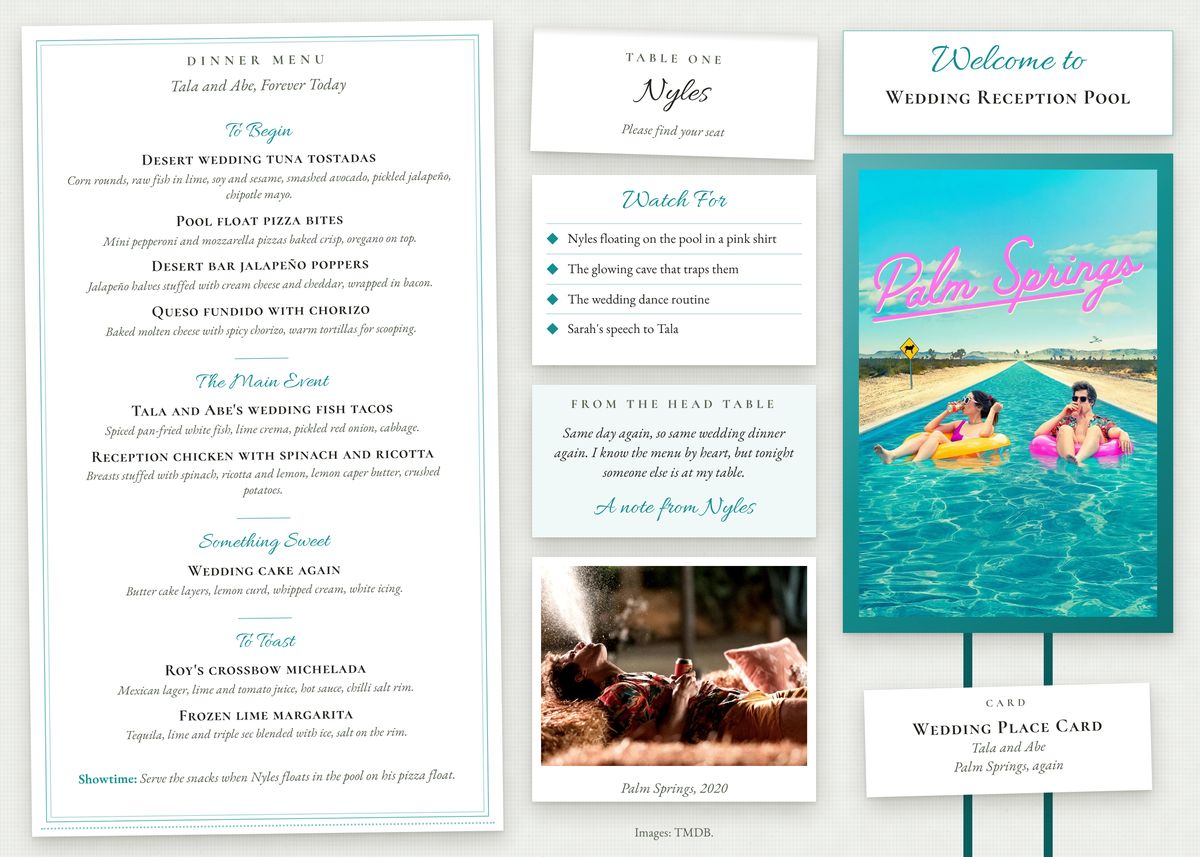 DINNER MENU
Tala and Abe, Forever Today
To Begin
Desert wedding tuna tostadas
Corn rounds, raw fish in lime, soy and sesame, smashed avocado, pickled jalapeño,
chipotle mayo.
Pool float pizza bites
Mini pepperoni and mozzarella pizzas baked crisp, oregano on top.
Desert bar jalapeño poppers
Jalapeño halves stuffed with cream cheese and cheddar, wrapped in bacon.
Queso fundido with chorizo
Baked molten cheese with spicy chorizo, warm tortillas for scooping.
The Main Event
Tala and Abe's wedding fish tacos
Spiced pan-fried white fish, lime crema, pickled red onion, cabbage.
Reception chicken with spinach and ricotta
Breasts stuffed with spinach, ricotta and lemon, lemon caper butter, crushed
potatoes.
Something Sweet
Wedding cake again
Butter cake layers, lemon curd, whipped cream, white icing.
To Toast
Roy's crossbow michelada
Mexican lager, lime and tomato juice, hot sauce, chilli salt rim.
Frozen lime margarita
Tequila, lime and triple sec blended with ice, salt on the rim.
Showtime: Serve the snacks when Nyles floats in the pool on his pizza float.
TABLE ONE
Nyles
Please find your seat
Watch For
Nyles floating on the pool in a pink shirt
The glowing cave that traps them
The wedding dance routine
Sarah's speech to Tala
FROM THE HEAD TABLE
Same day again, so same wedding dinner
again. I know the menu by heart, but tonight
someone else is at my table.
A note from Nyles
Palm Springs, 2020
Images: TMDB.
Welcome to
Wedding Reception Pool
Palm Springs
CARD
Wedding Place Card
Tala and Abe
Palm Springs, again